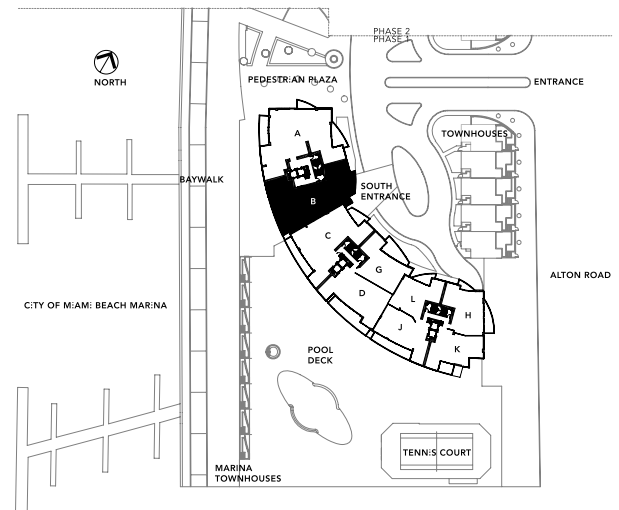 PHASE 2
PHASE 1
NORTH
PEDESTRIAN PLAZA
ENTRANCE
A
TOWNHOUSES
BAYWALK
SOUTH
ENTRANCE
B
C
G
ALTON ROAD
D
L
H
CITY OF MIAMI BEACH MARINA
J
K
POOL
DECK
TENNIS COURT
MARINA
TOWNHOUSES